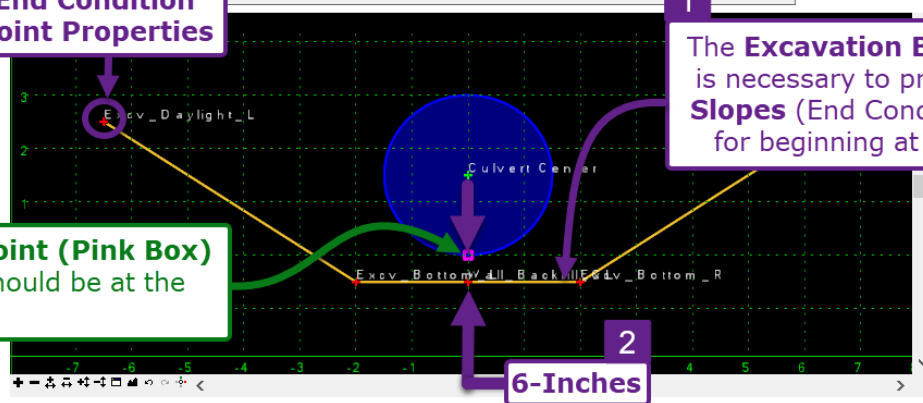 End Condition
oint Properties
1
The Excavation B
is necessary to pr
Slopes (End Cond
for beginning at
3
Excv_Daylight_L
2
Culvert Center
1
oint (Pink Box)
hould be at the
Excv_Bottom
Excv_Bottom_R
-7 -6 -5 -4 -3 -2 -1 4 5 6 7
2
6-Inches